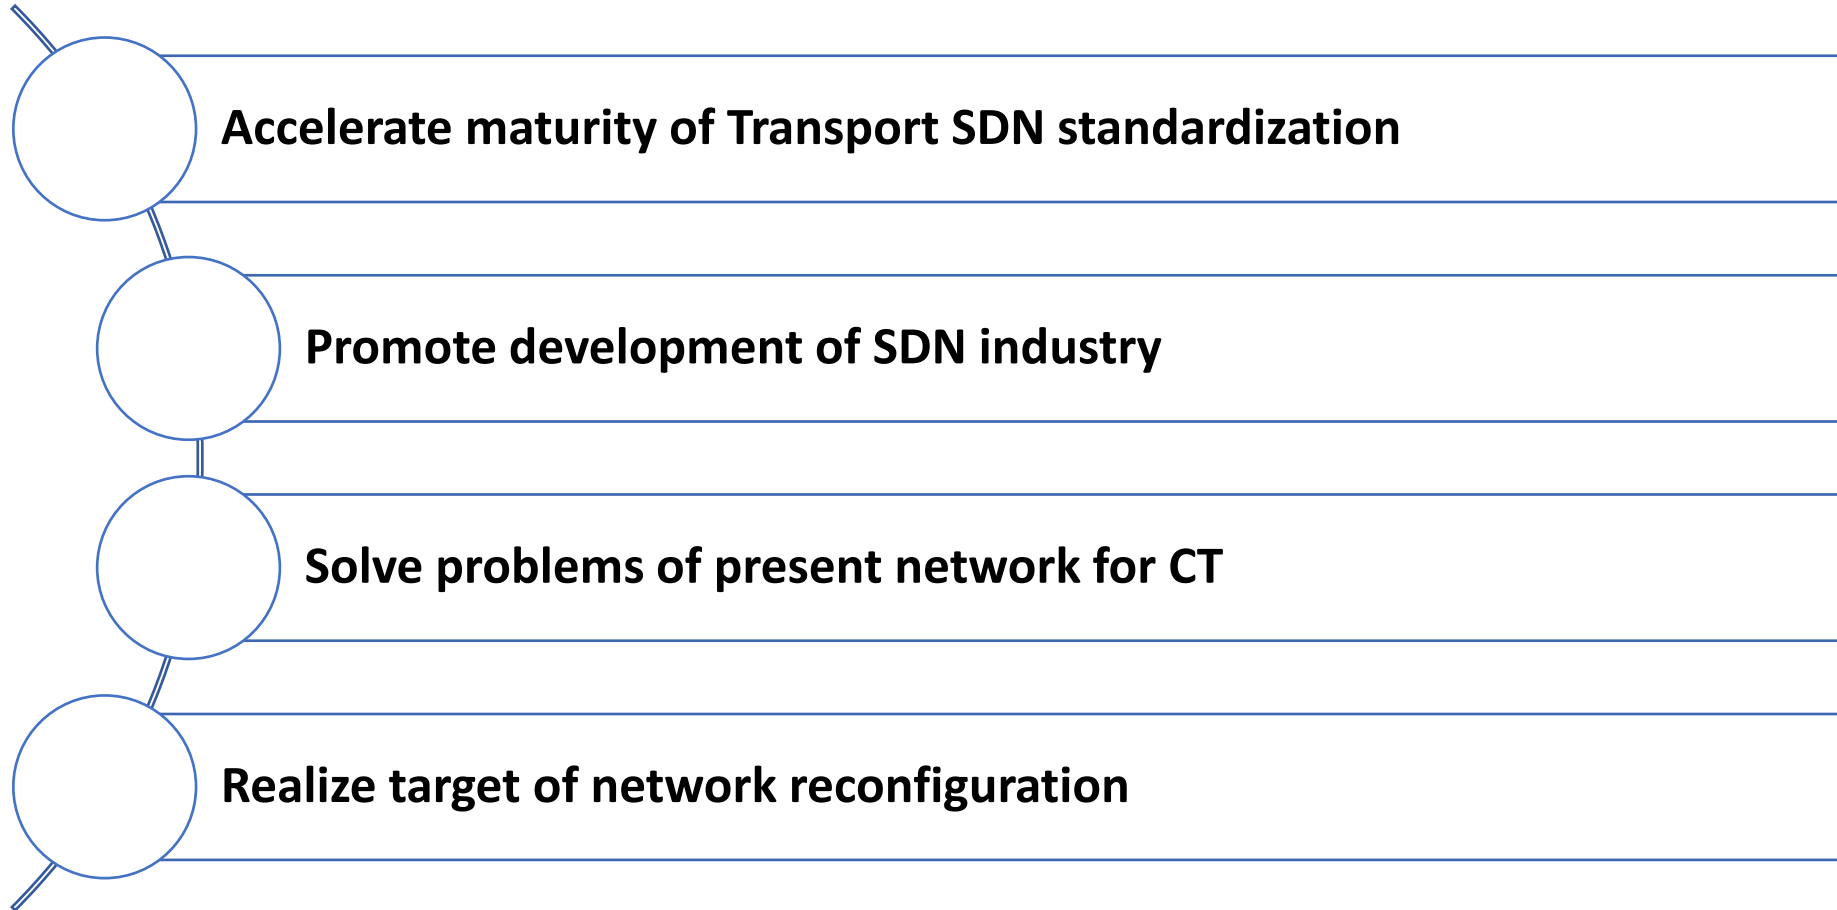 Accelerate maturity of Transport SDN standardization
Promote development of SDN industry
Solve problems of present network for CT
Realize target of network reconfiguration